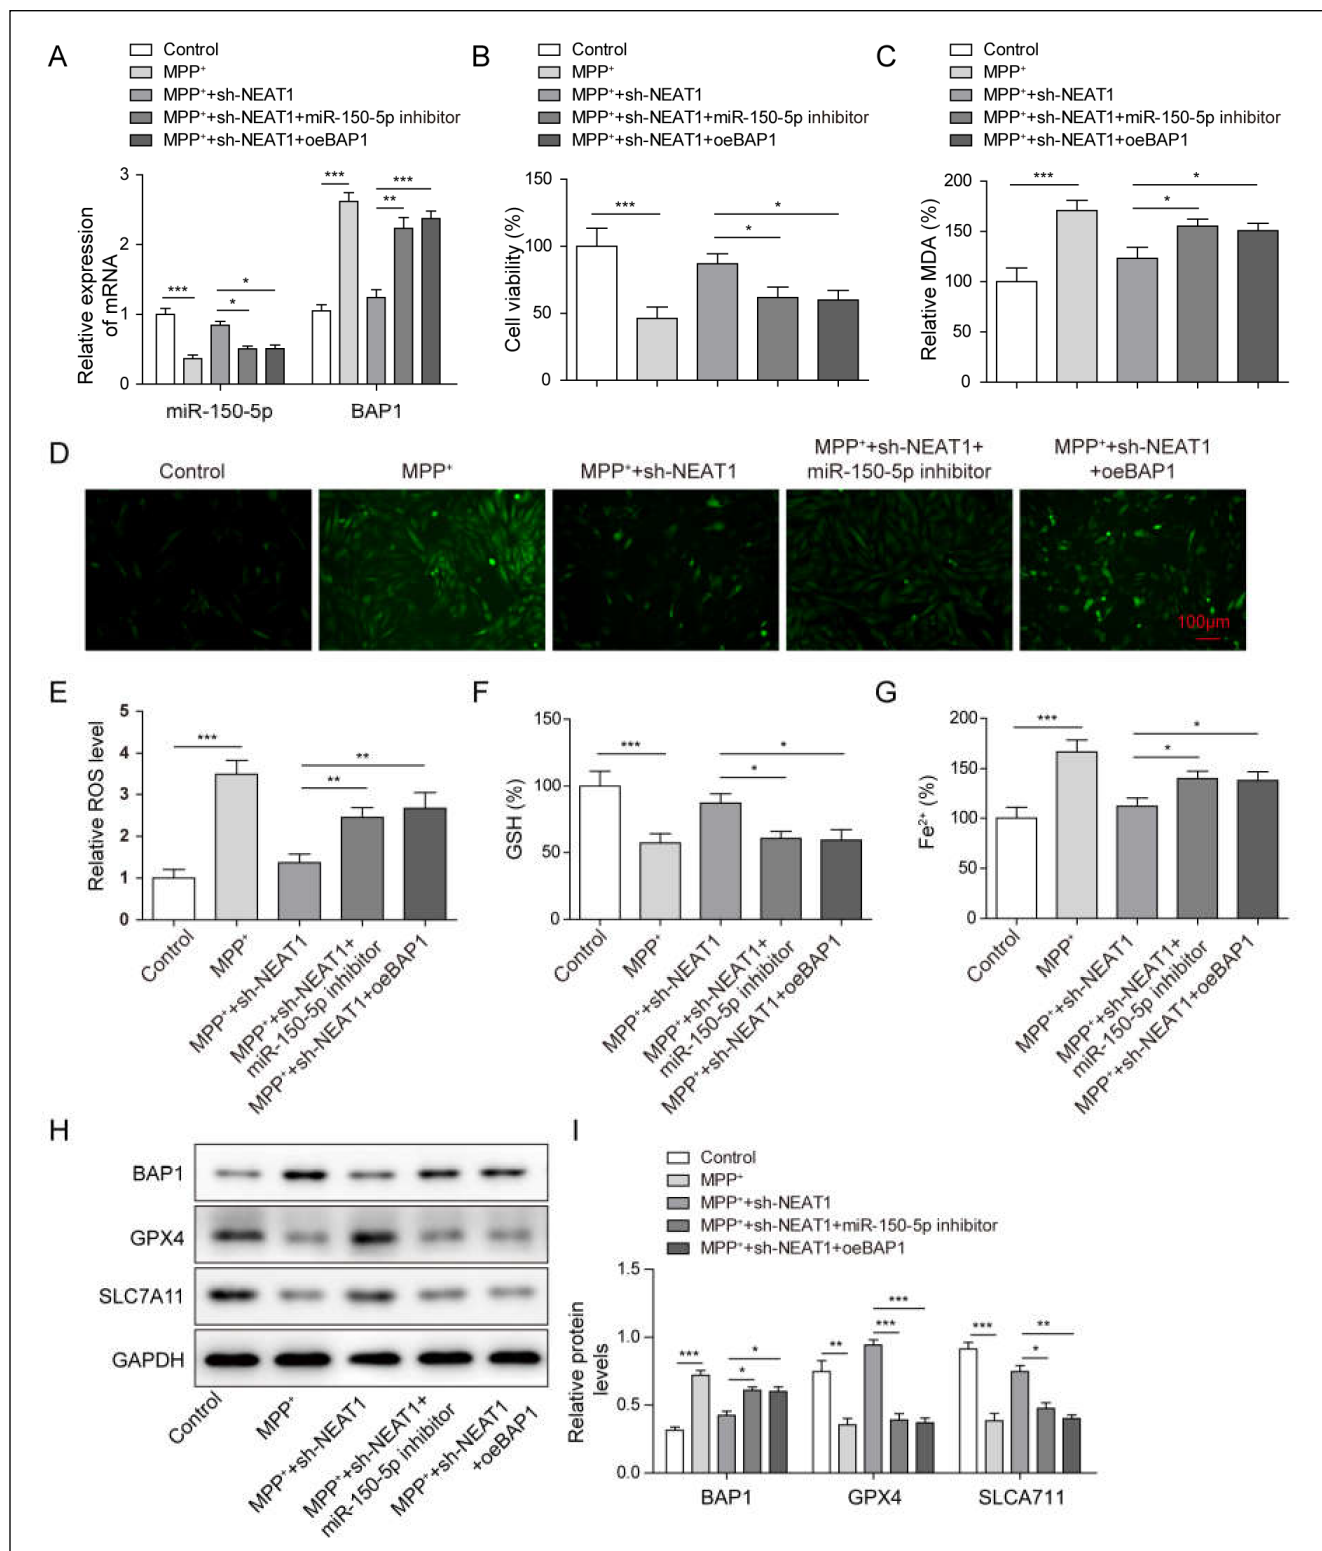 A
Control
MPP⁺
MPP⁺+sh-NEAT1
MPP⁺+sh-NEAT1+miR-150-5p inhibitor
MPP⁺+sh-NEAT1+oeBAP1
Relative expression
of mRNA
3
2
1
0
***
*
*
***
**
***
miR-150-5p
BAP1
B
Control
MPP⁺
MPP⁺+sh-NEAT1
MPP⁺+sh-NEAT1+miR-150-5p inhibitor
MPP⁺+sh-NEAT1+oeBAP1
Cell viability (%)
150
100
50
0
***
*
*
C
Control
MPP⁺
MPP⁺+sh-NEAT1
MPP⁺+sh-NEAT1+miR-150-5p inhibitor
MPP⁺+sh-NEAT1+oeBAP1
Relative MDA (%)
200
150
100
50
0
***
*
*
D
Control
MPP⁺
MPP⁺+sh-NEAT1
MPP⁺+sh-NEAT1+
miR-150-5p inhibitor
MPP⁺+sh-NEAT1
+oeBAP1
100µm
E
Relative ROS level
5
4
3
2
1
0
***
**
**
Control
MPP⁺
MPP⁺+sh-NEAT1
MPP⁺+sh-NEAT1+
miR-150-5p inhibitor
MPP⁺+sh-NEAT1+oeBAP1
F
GSH (%)
150
100
50
0
***
*
*
Control
MPP⁺
MPP⁺+sh-NEAT1
MPP⁺+sh-NEAT1+
miR-150-5p inhibitor
MPP⁺+sh-NEAT1+oeBAP1
G
Fe²⁺ (%)
200
150
100
50
0
***
*
*
Control
MPP⁺
MPP⁺+sh-NEAT1
MPP⁺+sh-NEAT1+
miR-150-5p inhibitor
MPP⁺+sh-NEAT1+oeBAP1
H
BAP1
GPX4
SLC7A11
GAPDH
Control
MPP⁺
MPP⁺+sh-NEAT1
MPP⁺+sh-NEAT1+
miR-150-5p inhibitor
MPP⁺+sh-NEAT1
+oeBAP1
I
Control
MPP⁺
MPP⁺+sh-NEAT1
MPP⁺+sh-NEAT1+miR-150-5p inhibitor
MPP⁺+sh-NEAT1+oeBAP1
Relative protein
levels
1.5
1.0
0.5
0.0
***
*
*
**
***
***
***
*
**
BAP1
GPX4
SLCA711